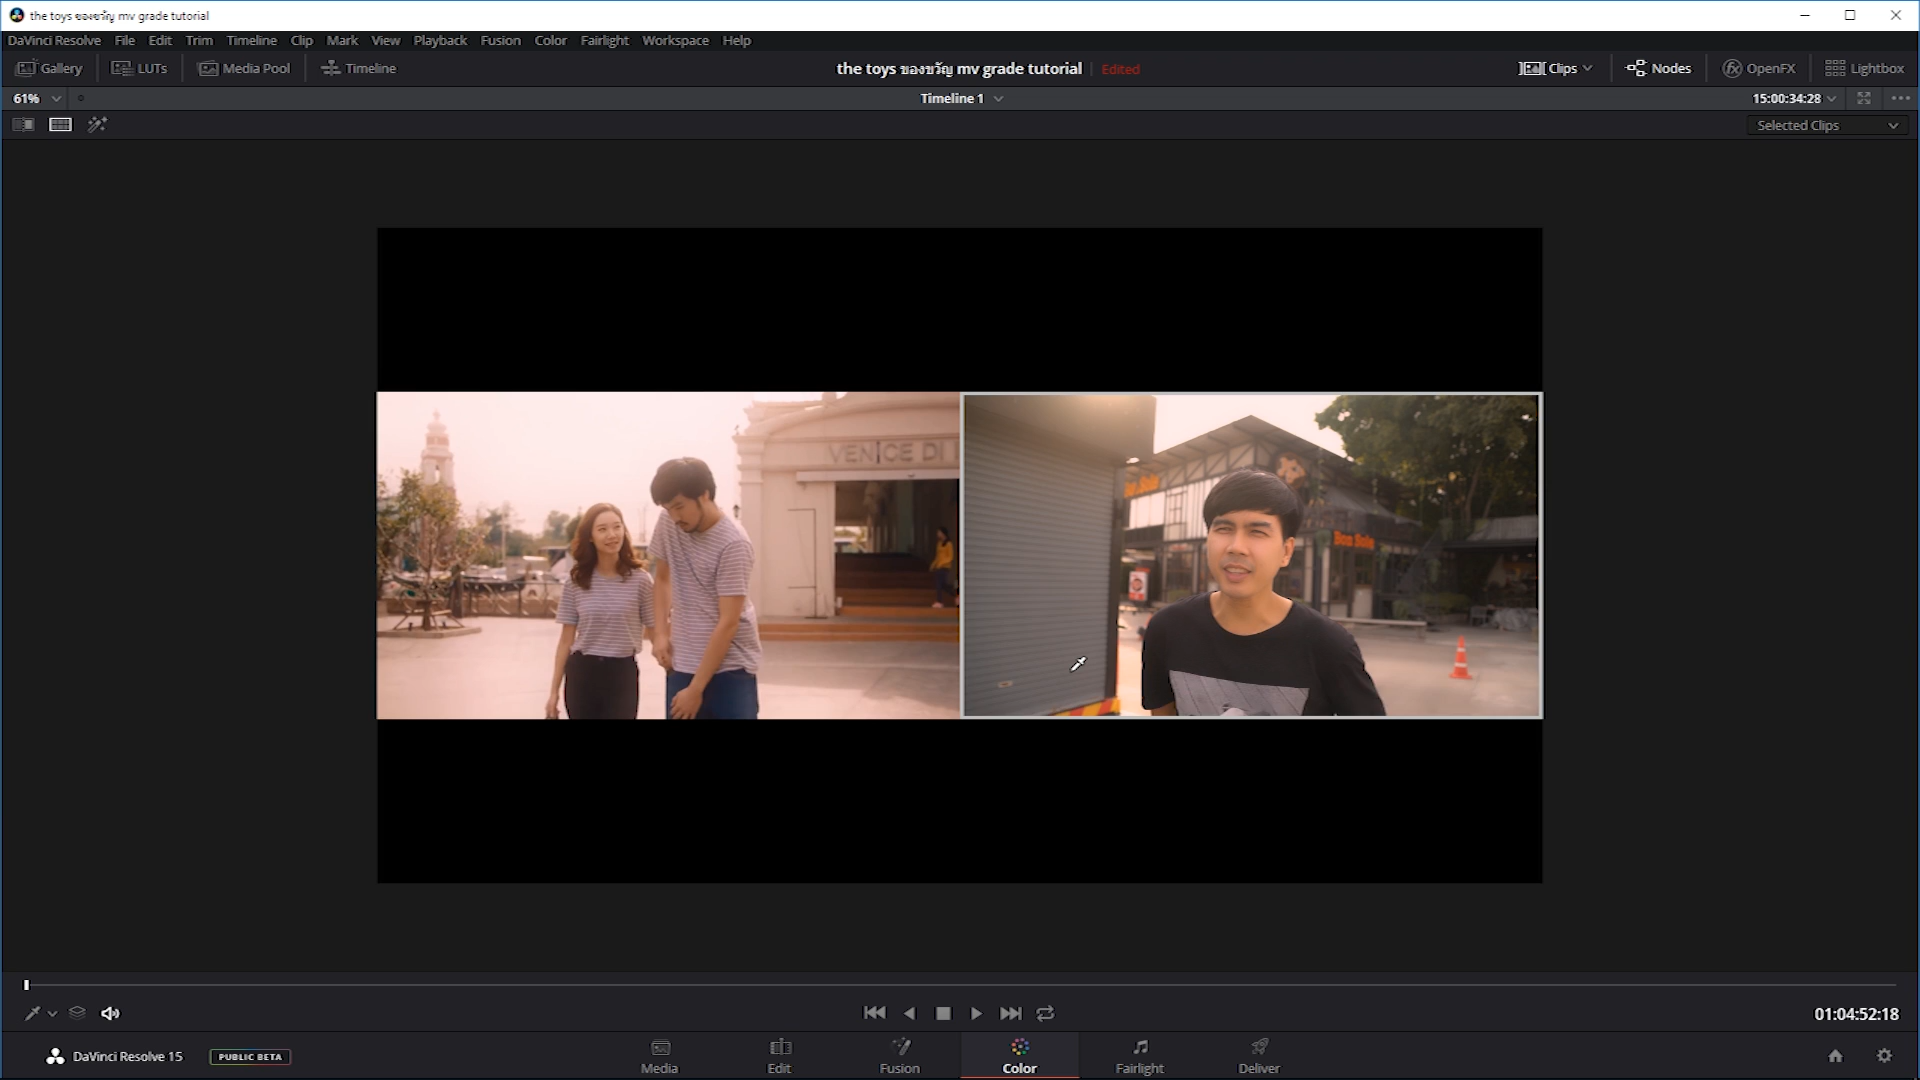 the toys ของขวัญ mv grade tutorial
DaVinci Resolve File Edit Trim Timeline Clip Mark View Playback Fusion Color Fairlight Workspace Help
Gallery LUTs Media Pool Timeline the toys ของขวัญ mv grade tutorial Edited Clips Nodes OpenFX Lightbox
61% Timeline 1 15:00:34:28
Selected Clips
VENICE DI
Bon Sole
01:04:52:18
DaVinci Resolve 15 PUBLIC BETA Media Edit Fusion Color Fairlight Deliver